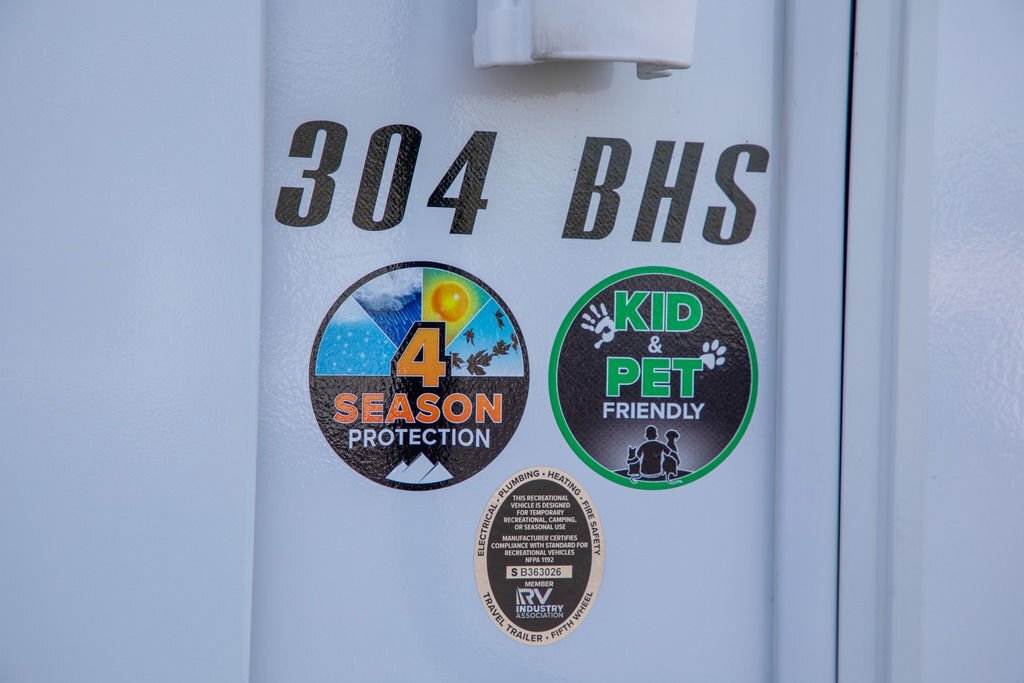 304 BHS
4
SEASON
PROTECTION
KID
&
PET
FRIENDLY
ELECTRICAL • PLUMBING • HEATING • FIRE SAFETY
THIS RECREATIONAL
VEHICLE IS DESIGNED
FOR TEMPORARY
RECREATIONAL, CAMPING,
OR SEASONAL USE
MANUFACTURER CERTIFIES
COMPLIANCE WITH STANDARD FOR
RECREATIONAL VEHICLES
NFPA 1192
S B363026
MEMBER
RV
INDUSTRY
ASSOCIATION
TRAVEL TRAILER • FIFTH WHEEL